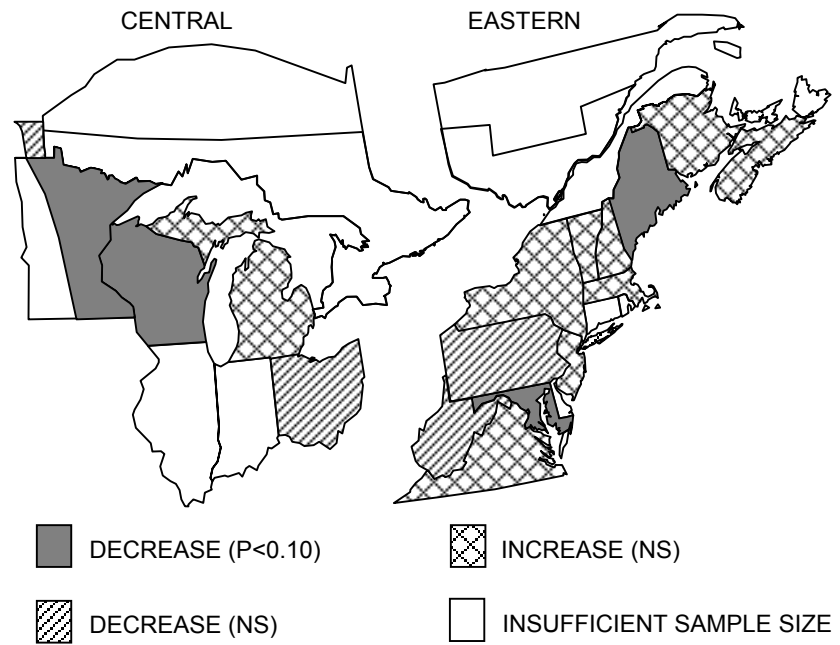 CENTRAL
EASTERN
DECREASE (P<0.10)
INCREASE (NS)
DECREASE (NS)
INSUFFICIENT SAMPLE SIZE